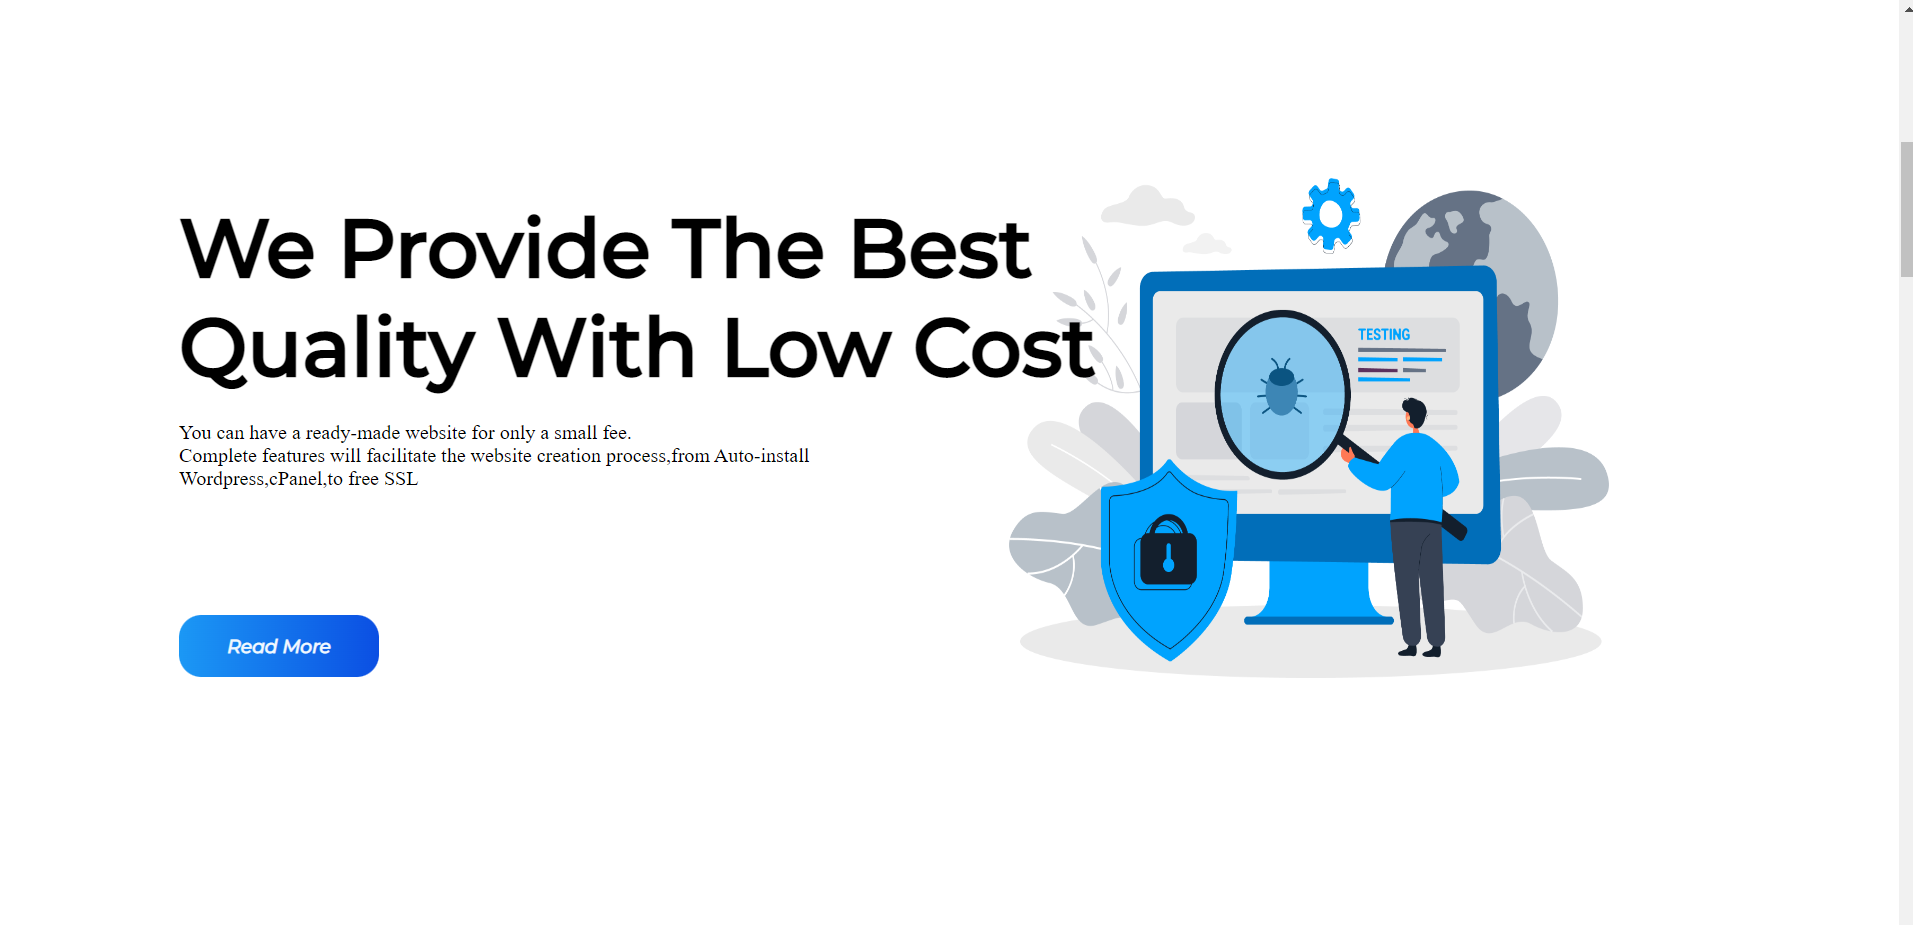 We Provide The Best
Quality With Low Cost
You can have a ready-made website for only a small fee.
Complete features will facilitate the website creation process,from Auto-install
Wordpress,cPanel,to free SSL
Read More
TESTING